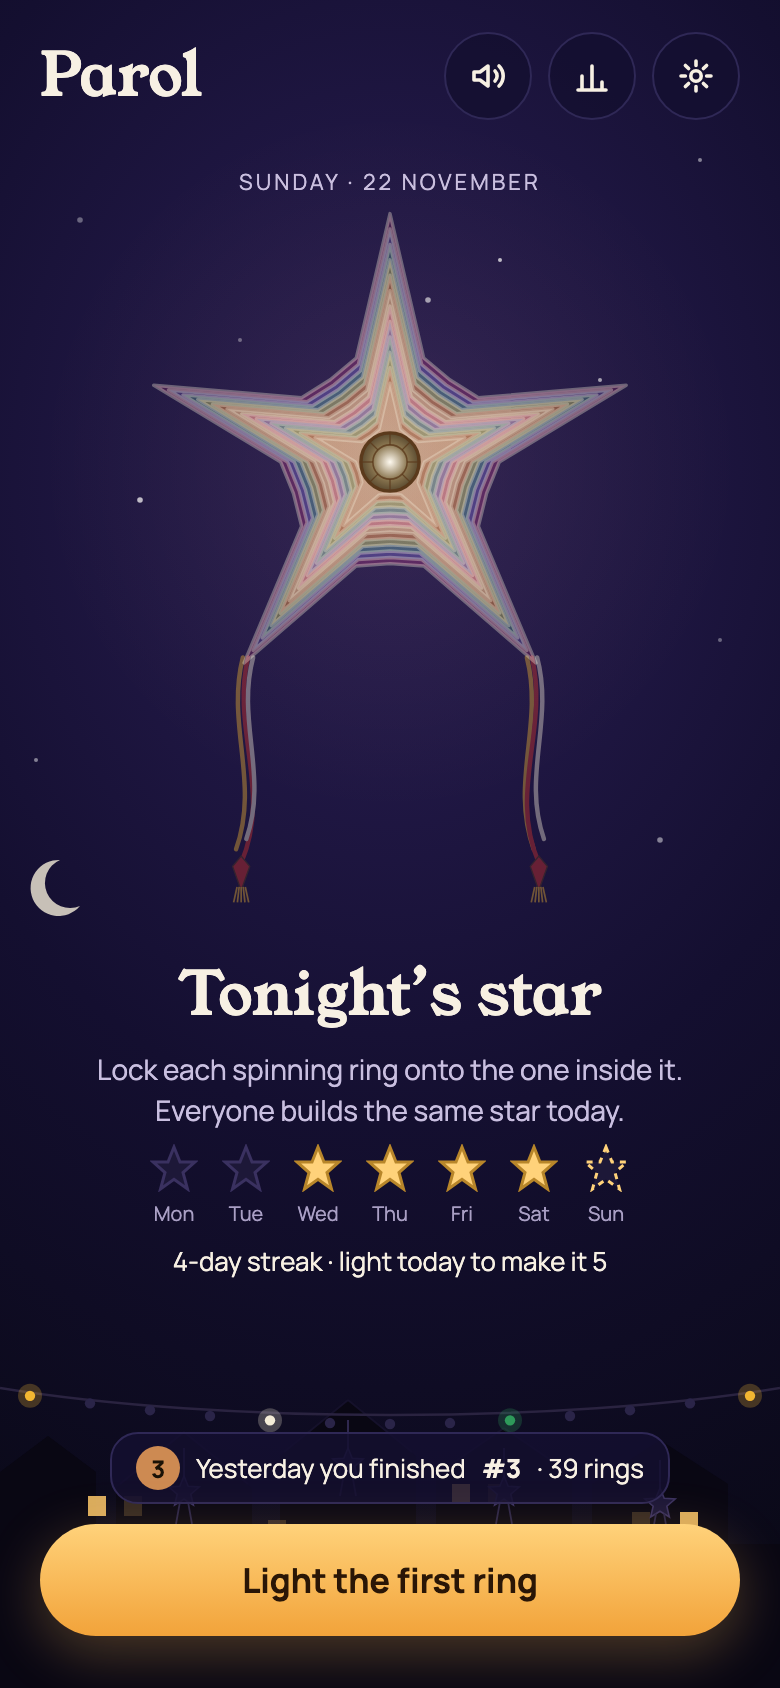 Parol
SUNDAY · 22 NOVEMBER
Tonight’s star
Lock each spinning ring onto the one inside it.
Everyone builds the same star today.
Mon Tue Wed Thu Fri Sat Sun
4-day streak · light today to make it 5
3 Yesterday you finished #3 · 39 rings
Light the first ring